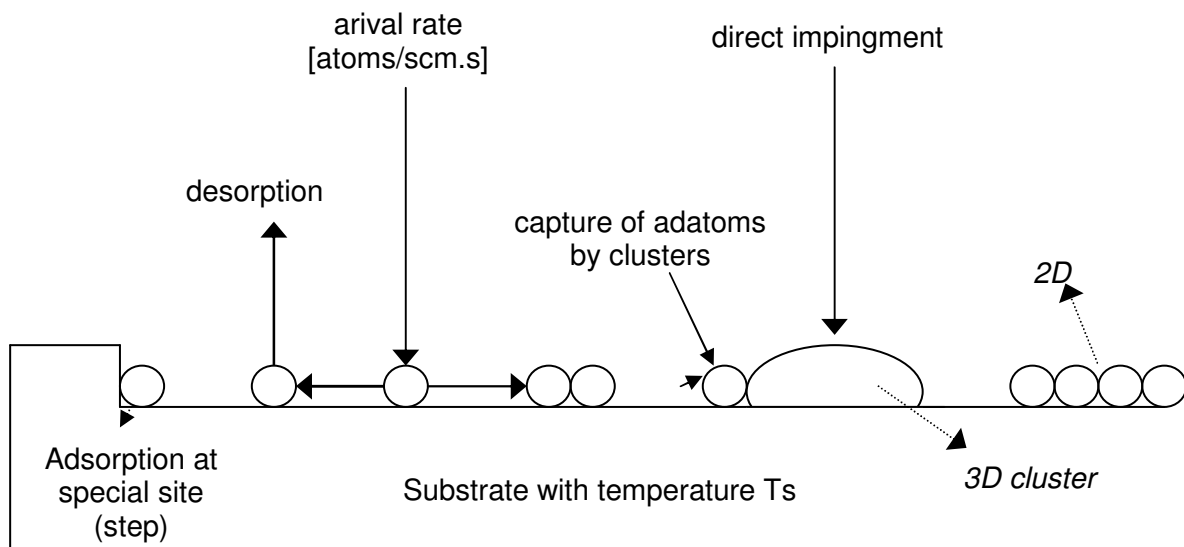 arival rate
[atoms/scm.s]
direct impingment
desorption
capture of adatoms
by clusters
2D
Adsorption at
special site
(step)
Substrate with temperature Ts
3D cluster